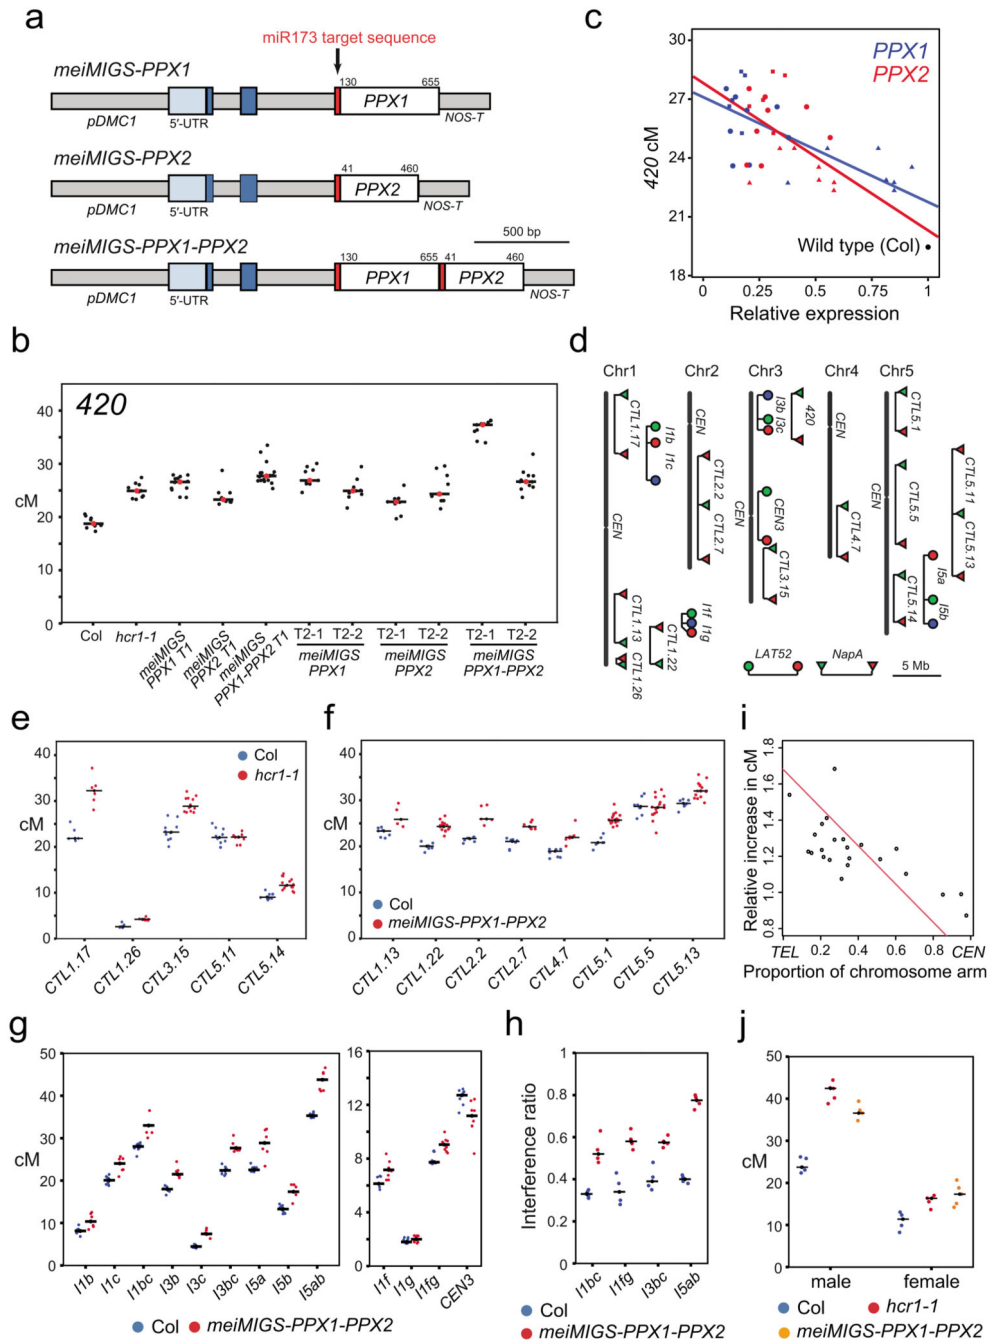 a
miR173 target sequence
meiMIGS-PPX1
130 655
PPX1
pDMC1 5'-UTR NOS-T
meiMIGS-PPX2
41 460
PPX2
pDMC1 5'-UTR NOS-T
500 bp
meiMIGS-PPX1-PPX2
130 655 41 460
PPX1 PPX2
pDMC1 5'-UTR NOS-T
c
PPX1
PPX2
30
27
24
21
18
420 cM
Wild type (Col)
0 0.25 0.5 0.75 1
Relative expression
b
420
40
30
20
10
0
cM
Col
hcr1-1
meiMIGS PPX1 T1
meiMIGS PPX2 T1
meiMIGS PPX1-PPX2 T1
T2-1 T2-2
meiMIGS PPX1
T2-1 T2-2
meiMIGS PPX2
T2-1 T2-2
meiMIGS PPX1-PPX2
d
Chr1 Chr2 Chr3 Chr4 Chr5
CTL1.17
I1b I1c
CEN
CTL1.13
CTL1.26
CTL1.22
I1f I1g
CEN
CTL2.2
CTL2.7
I3b I3c
420
CEN3
CEN
CTL3.15
CEN
CTL4.7
CTL5.1
CTL5.5
CEN
CTL5.14
CTL5.11
CTL5.13
I5a
I5b
LAT52 NapA 5 Mb
e
40
30
20
10
0
cM
Col
hcr1-1
CTL1.17 CTL1.26 CTL3.15 CTL5.11 CTL5.14
f
40
30
20
10
0
cM
Col
meiMIGS-PPX1-PPX2
CTL1.13 CTL1.22 CTL2.2 CTL2.7 CTL4.7 CTL5.1 CTL5.5 CTL5.13
i
1.8
1.6
1.4
1.2
1.0
0.8
Relative increase in cM
TEL 0.2 0.4 0.6 0.8 CEN
Proportion of chromosome arm
g
50
40
30
20
10
0
cM
I1b I1c I1bc I3b I3c I3bc I5a I5b I5ab
16
12
8
4
0
I1f I1g I1fg CEN3
Col meiMIGS-PPX1-PPX2
h
1
0.8
0.6
0.4
0.2
Interference ratio
I1bc I1fg I3bc I5ab
Col
meiMIGS-PPX1-PPX2
j
50
40
30
20
10
0
cM
male female
Col hcr1-1
meiMIGS-PPX1-PPX2